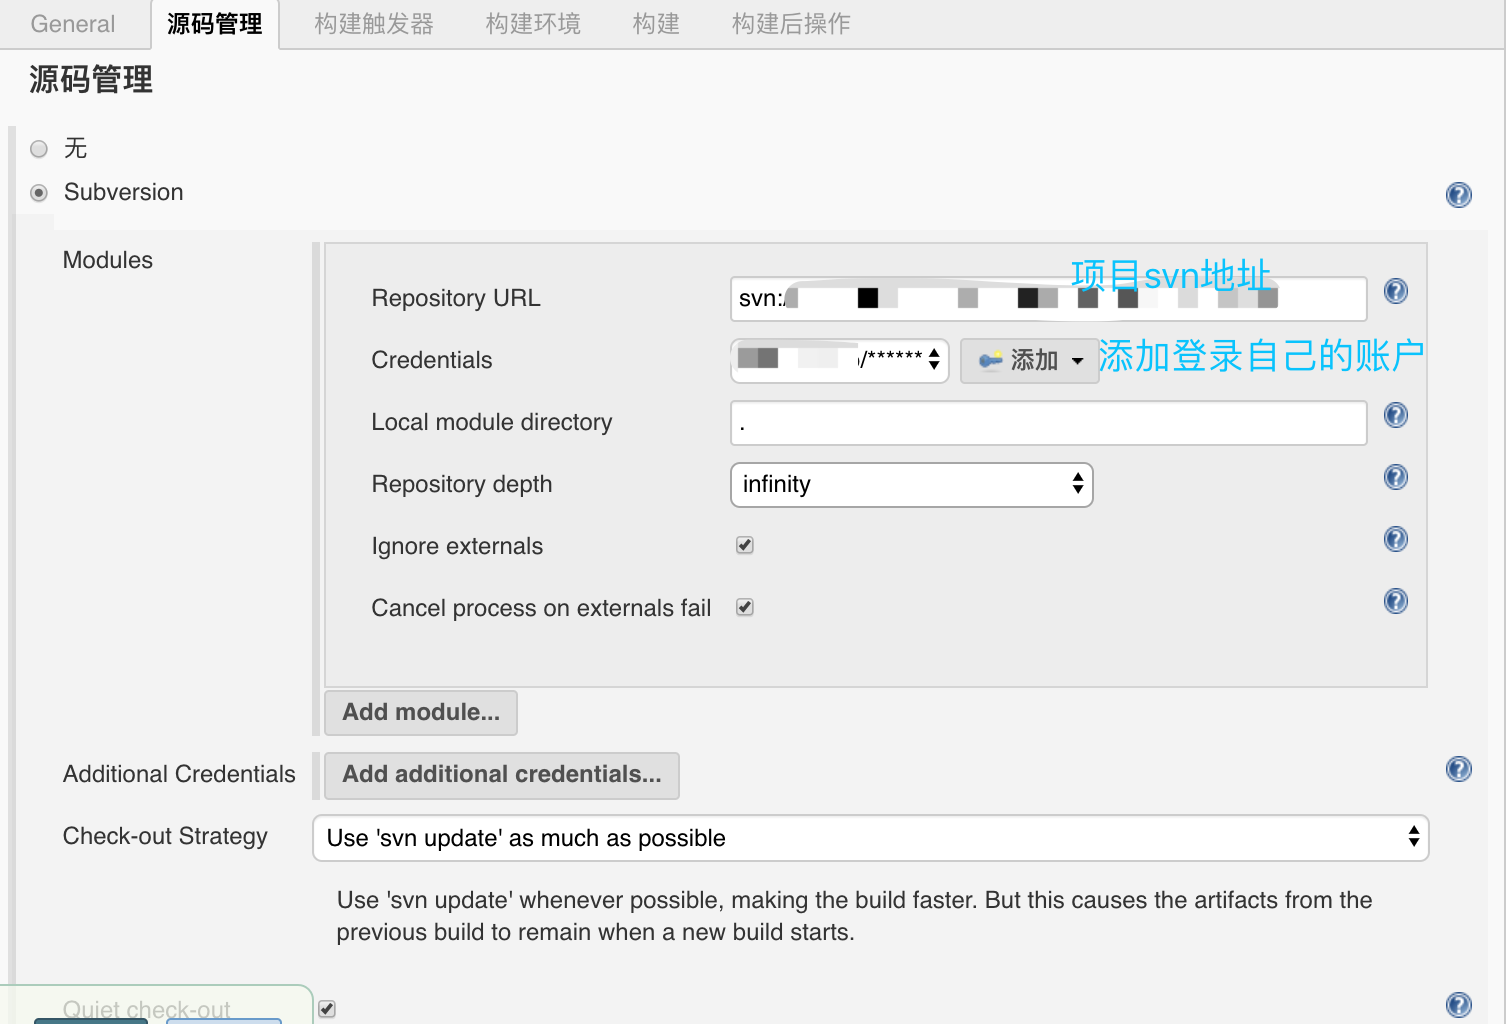 General 源码管理 构建触发器 构建环境 构建 构建后操作
源码管理
无
Subversion
Modules
项目svn地址
Repository URL svn:/
Credentials /****** 添加 添加登录自己的账户
Local module directory .
Repository depth infinity
Ignore externals
Cancel process on externals fail
Add module...
Additional Credentials Add additional credentials...
Check-out Strategy Use 'svn update' as much as possible
Use 'svn update' whenever possible, making the build faster. But this causes the artifacts from the
previous build to remain when a new build starts.
Quiet check-out